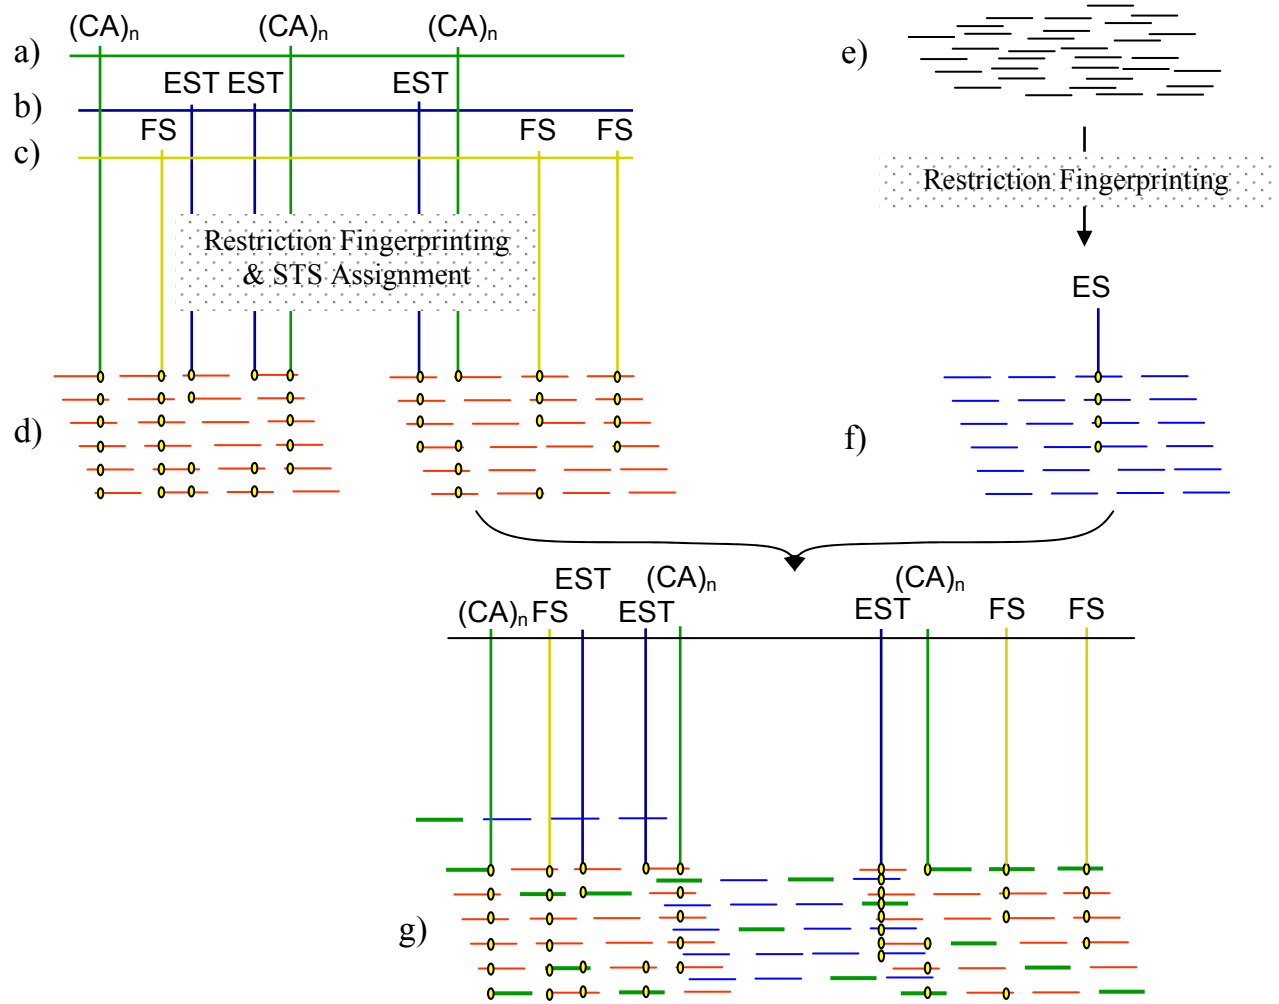 (CA)n (CA)n (CA)n
a)
EST EST EST
b)
FS FS FS
c)
Restriction Fingerprinting
& STS Assignment
d)
e)
Restriction Fingerprinting
ES
f)
EST (CA)n (CA)n
(CA)n FS EST EST FS FS
g)